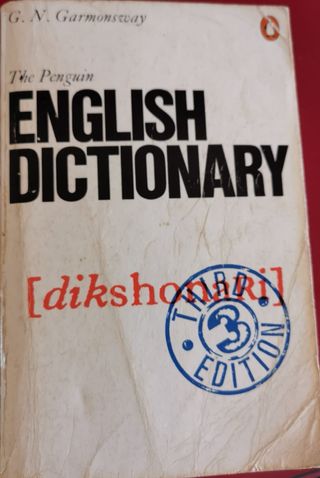 G. N. Garmonsway
The Penguin
ENGLISH
DICTIONARY
[dikshonaRi]
THIRD
3
EDITION